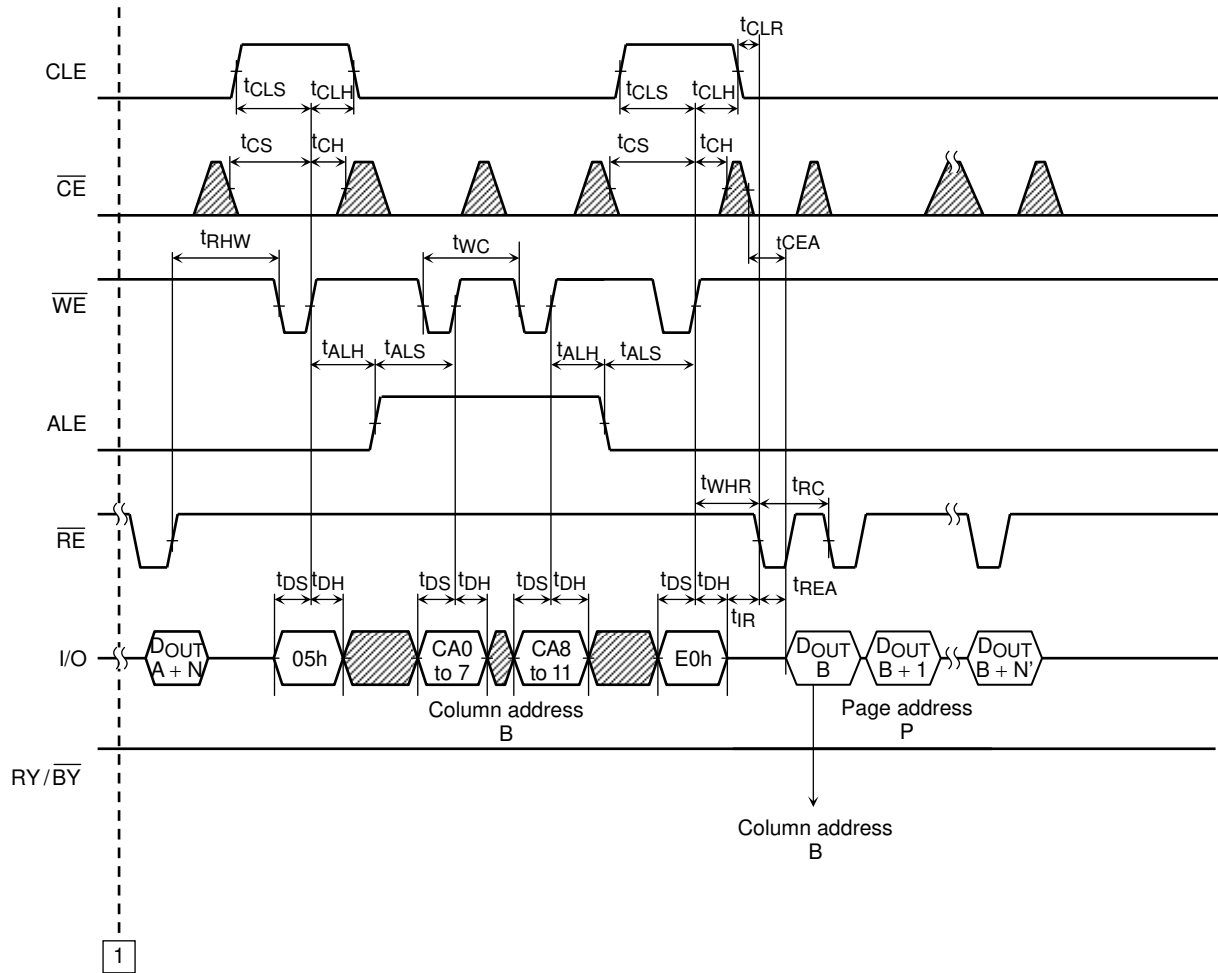 tCLR
CLE
tCLS tCLH tCLS tCLH
tCS tCH tCS tCH
CE
tRHW tWC tCEA
WE
tALH tALS tALH tALS
ALE
tWHR tRC
RE
tDS tDH tDS tDH tDS tDH tDS tDH tREA
tIR
I/O
DOUT
A + N
05h
CA0
to 7
CA8
to 11
E0h
DOUT
B
DOUT
B + 1
DOUT
B + N’
Column address
B
Page address
P
RY/BY
Column address
B
1